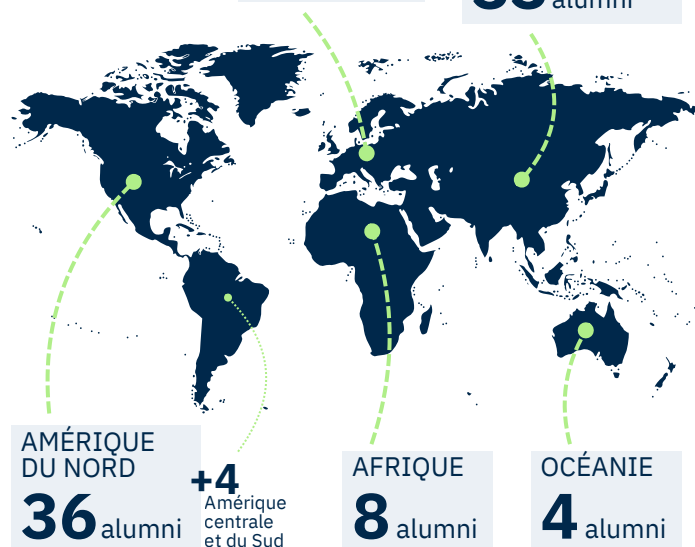 alumni
AMÉRIQUE
DU NORD
36 alumni
+4
Amérique
centrale
et du Sud
AFRIQUE
8 alumni
OCÉANIE
4 alumni